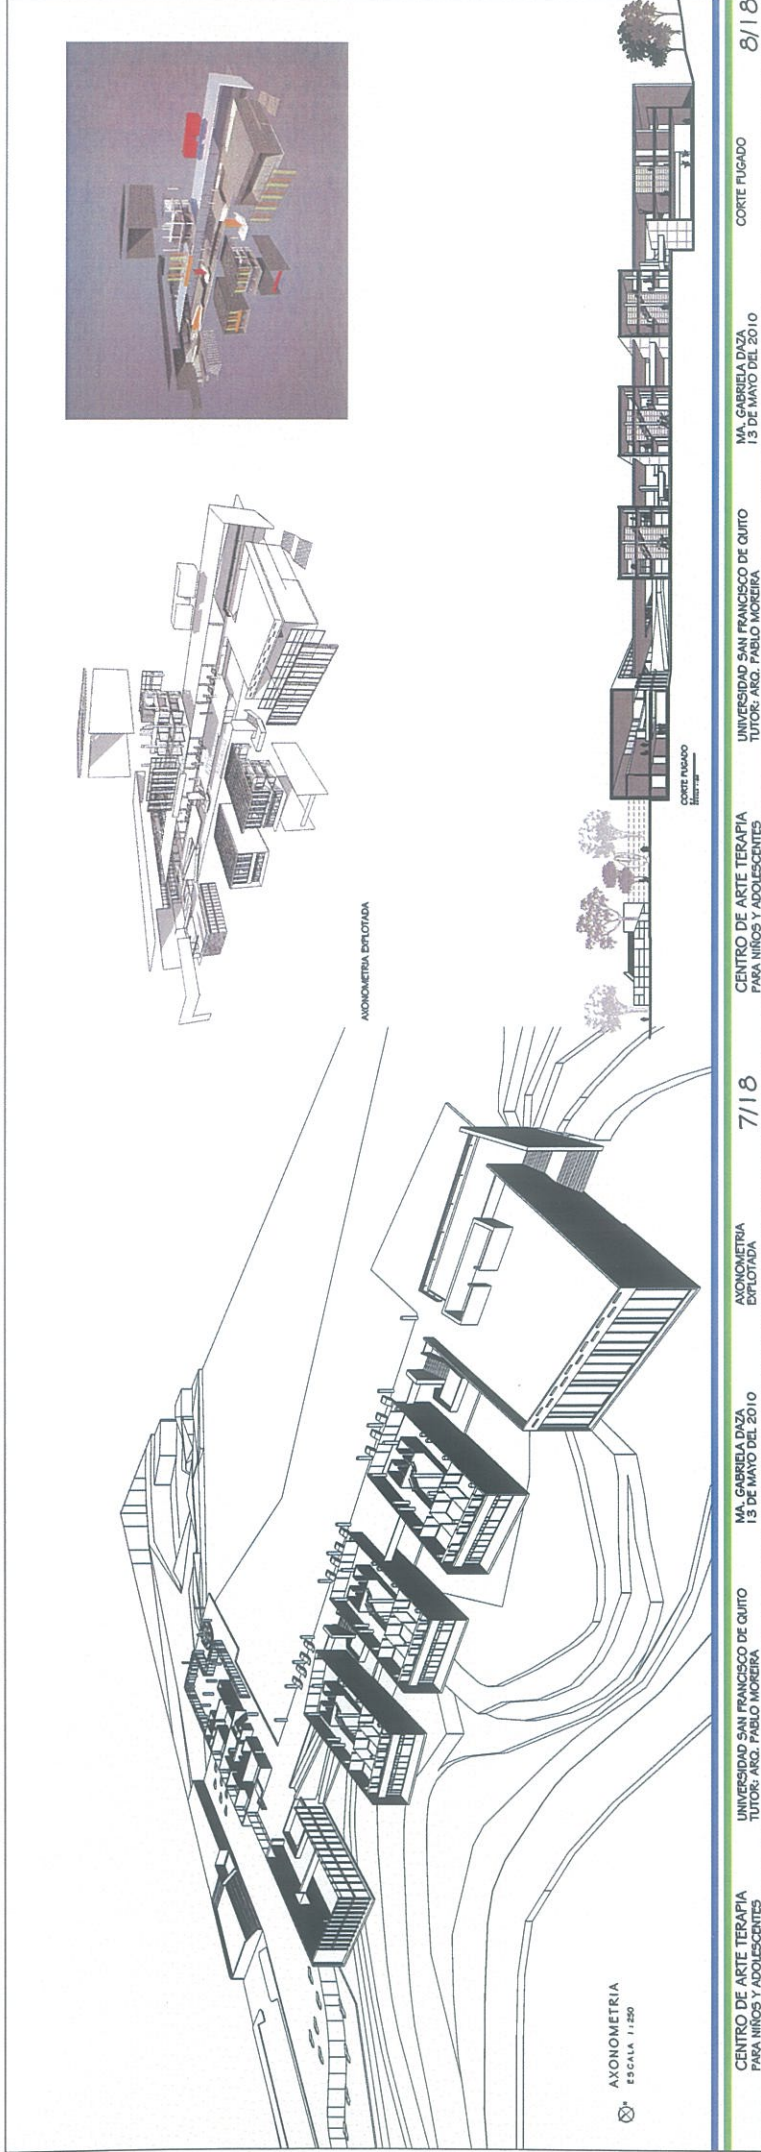 AXONOMETRIA
ESCALA 1:250
CENTRO DE ARTE TERAPIA
PARA NIÑOS Y ADOLESCENTES
UNIVERSIDAD SAN FRANCISCO DE QUITO
TUTOR: ARQ. PABLO MOREIRA
MA. GABRIELA DAZA
13 DE MAYO DEL 2010
AXONOMETRIA
EXPLOTADA
7/18
AXONOMETRIA EXPLOTADA
CORTE FUGADO
CENTRO DE ARTE TERAPIA
PARA NIÑOS Y ADOLESCENTES
UNIVERSIDAD SAN FRANCISCO DE QUITO
TUTOR: ARQ. PABLO MOREIRA
MA. GABRIELA DAZA
13 DE MAYO DEL 2010
CORTE FUGADO
8/18